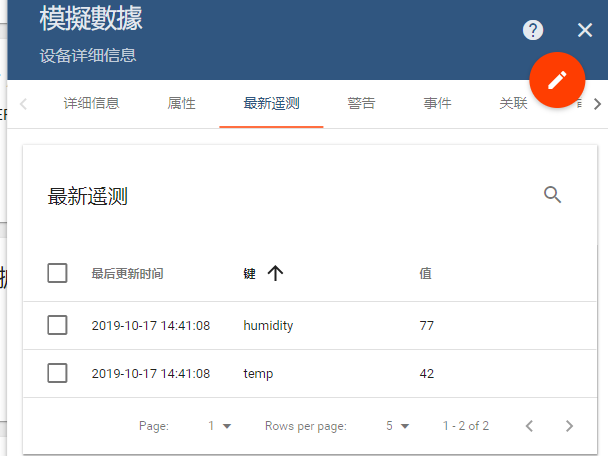 模擬數據
设备详细信息
详细信息 属性 最新遥测 警告 事件 关联
最新遥测
最后更新时间 键 值
2019-10-17 14:41:08 humidity 77
2019-10-17 14:41:08 temp 42
Page: 1 Rows per page: 5 1 - 2 of 2